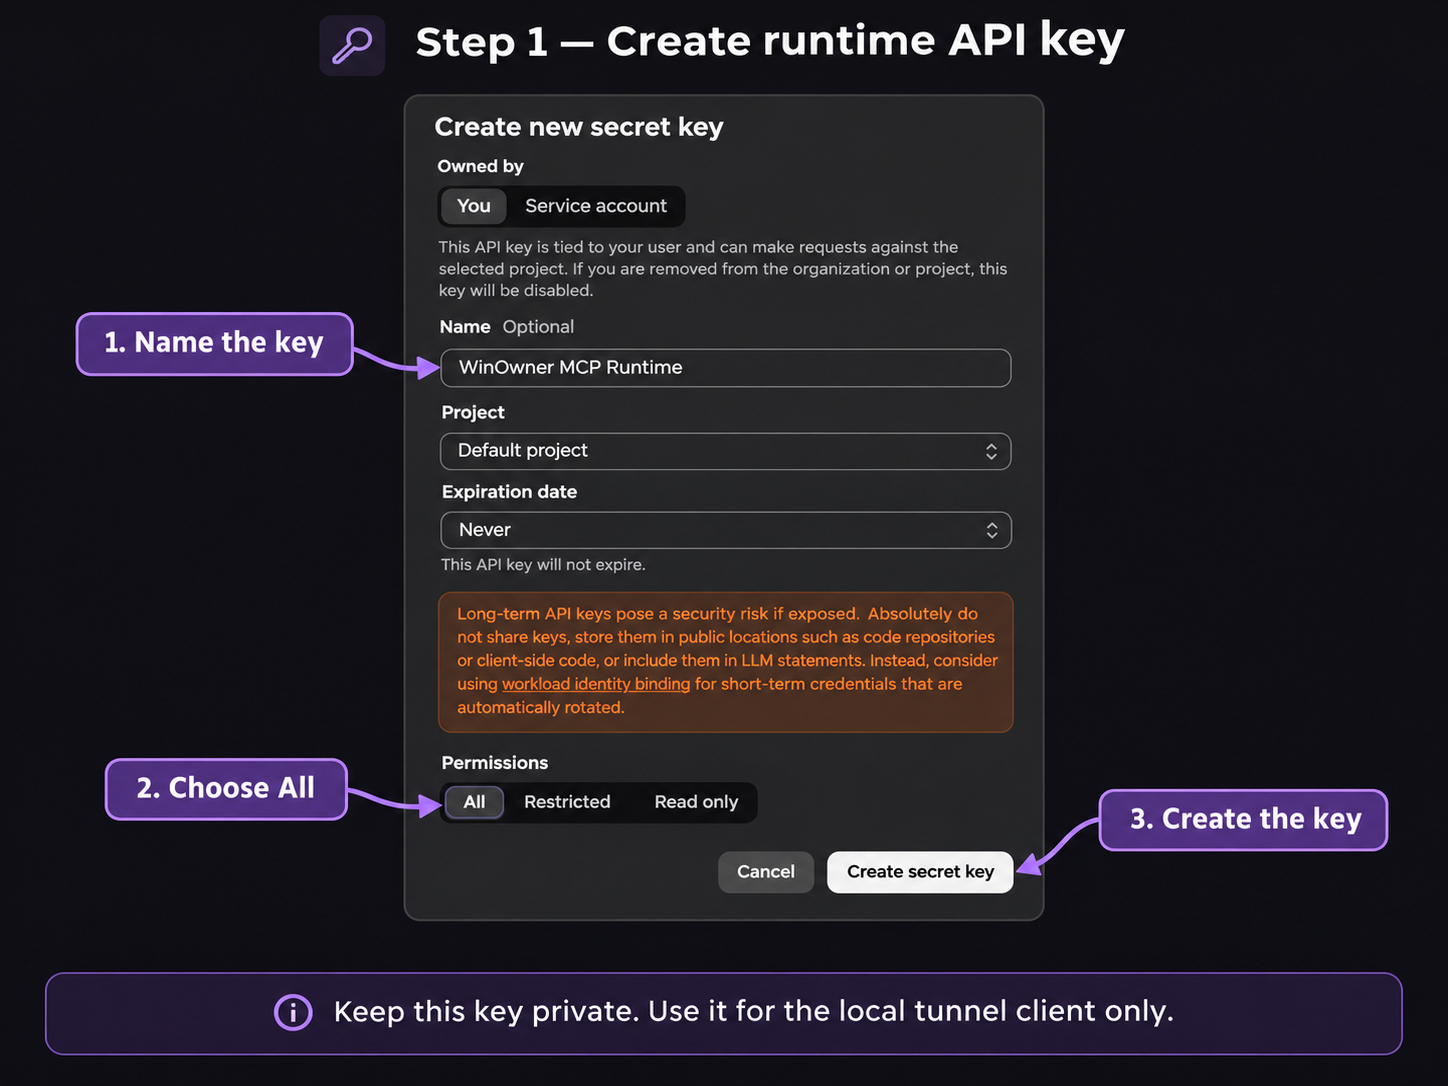 Step 1 — Create runtime API key
Create new secret key
Owned by
You Service account
This API key is tied to your user and can make requests against the
selected project. If you are removed from the organization or project, this
key will be disabled.
1. Name the key
Name Optional
WinOwner MCP Runtime
Project
Default project
Expiration date
Never
This API key will not expire.
Long-term API keys pose a security risk if exposed. Absolutely do
not share keys, store them in public locations such as code repositories
or client-side code, or include them in LLM statements. Instead, consider
using workload identity binding for short-term credentials that are
automatically rotated.
Permissions
2. Choose All
All Restricted Read only
3. Create the key
Cancel Create secret key
Keep this key private. Use it for the local tunnel client only.